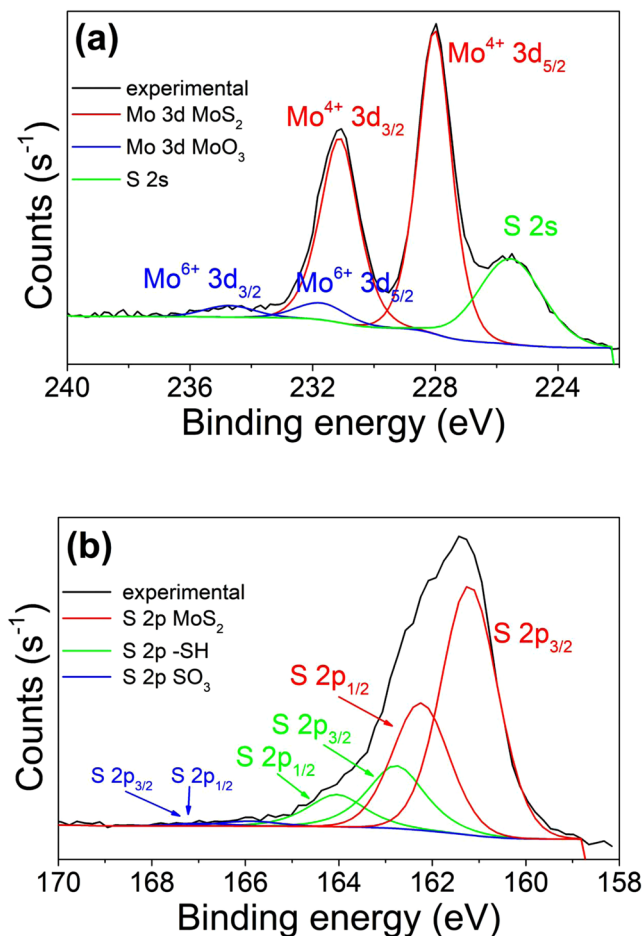 (a)
experimental
Mo 3d MoS₂
Mo 3d MoO₃
S 2s
Mo⁴⁺ 3d₅/₂
Mo⁴⁺ 3d₃/₂
S 2s
Mo⁶⁺ 3d₃/₂
Mo⁶⁺ 3d₅/₂
Counts (s⁻¹)
240 236 231 228 224
Binding energy (eV)
(b)
experimental
S 2p MoS₂
S 2p -SH
S 2p SO₃
S 2p₃/₂
S 2p₁/₂
S 2p₃/₂
S 2p₁/₂
S 2p₃/₂ S 2p₁/₂
Counts (s⁻¹)
170 168 166 164 162 160 158
Binding energy (eV)